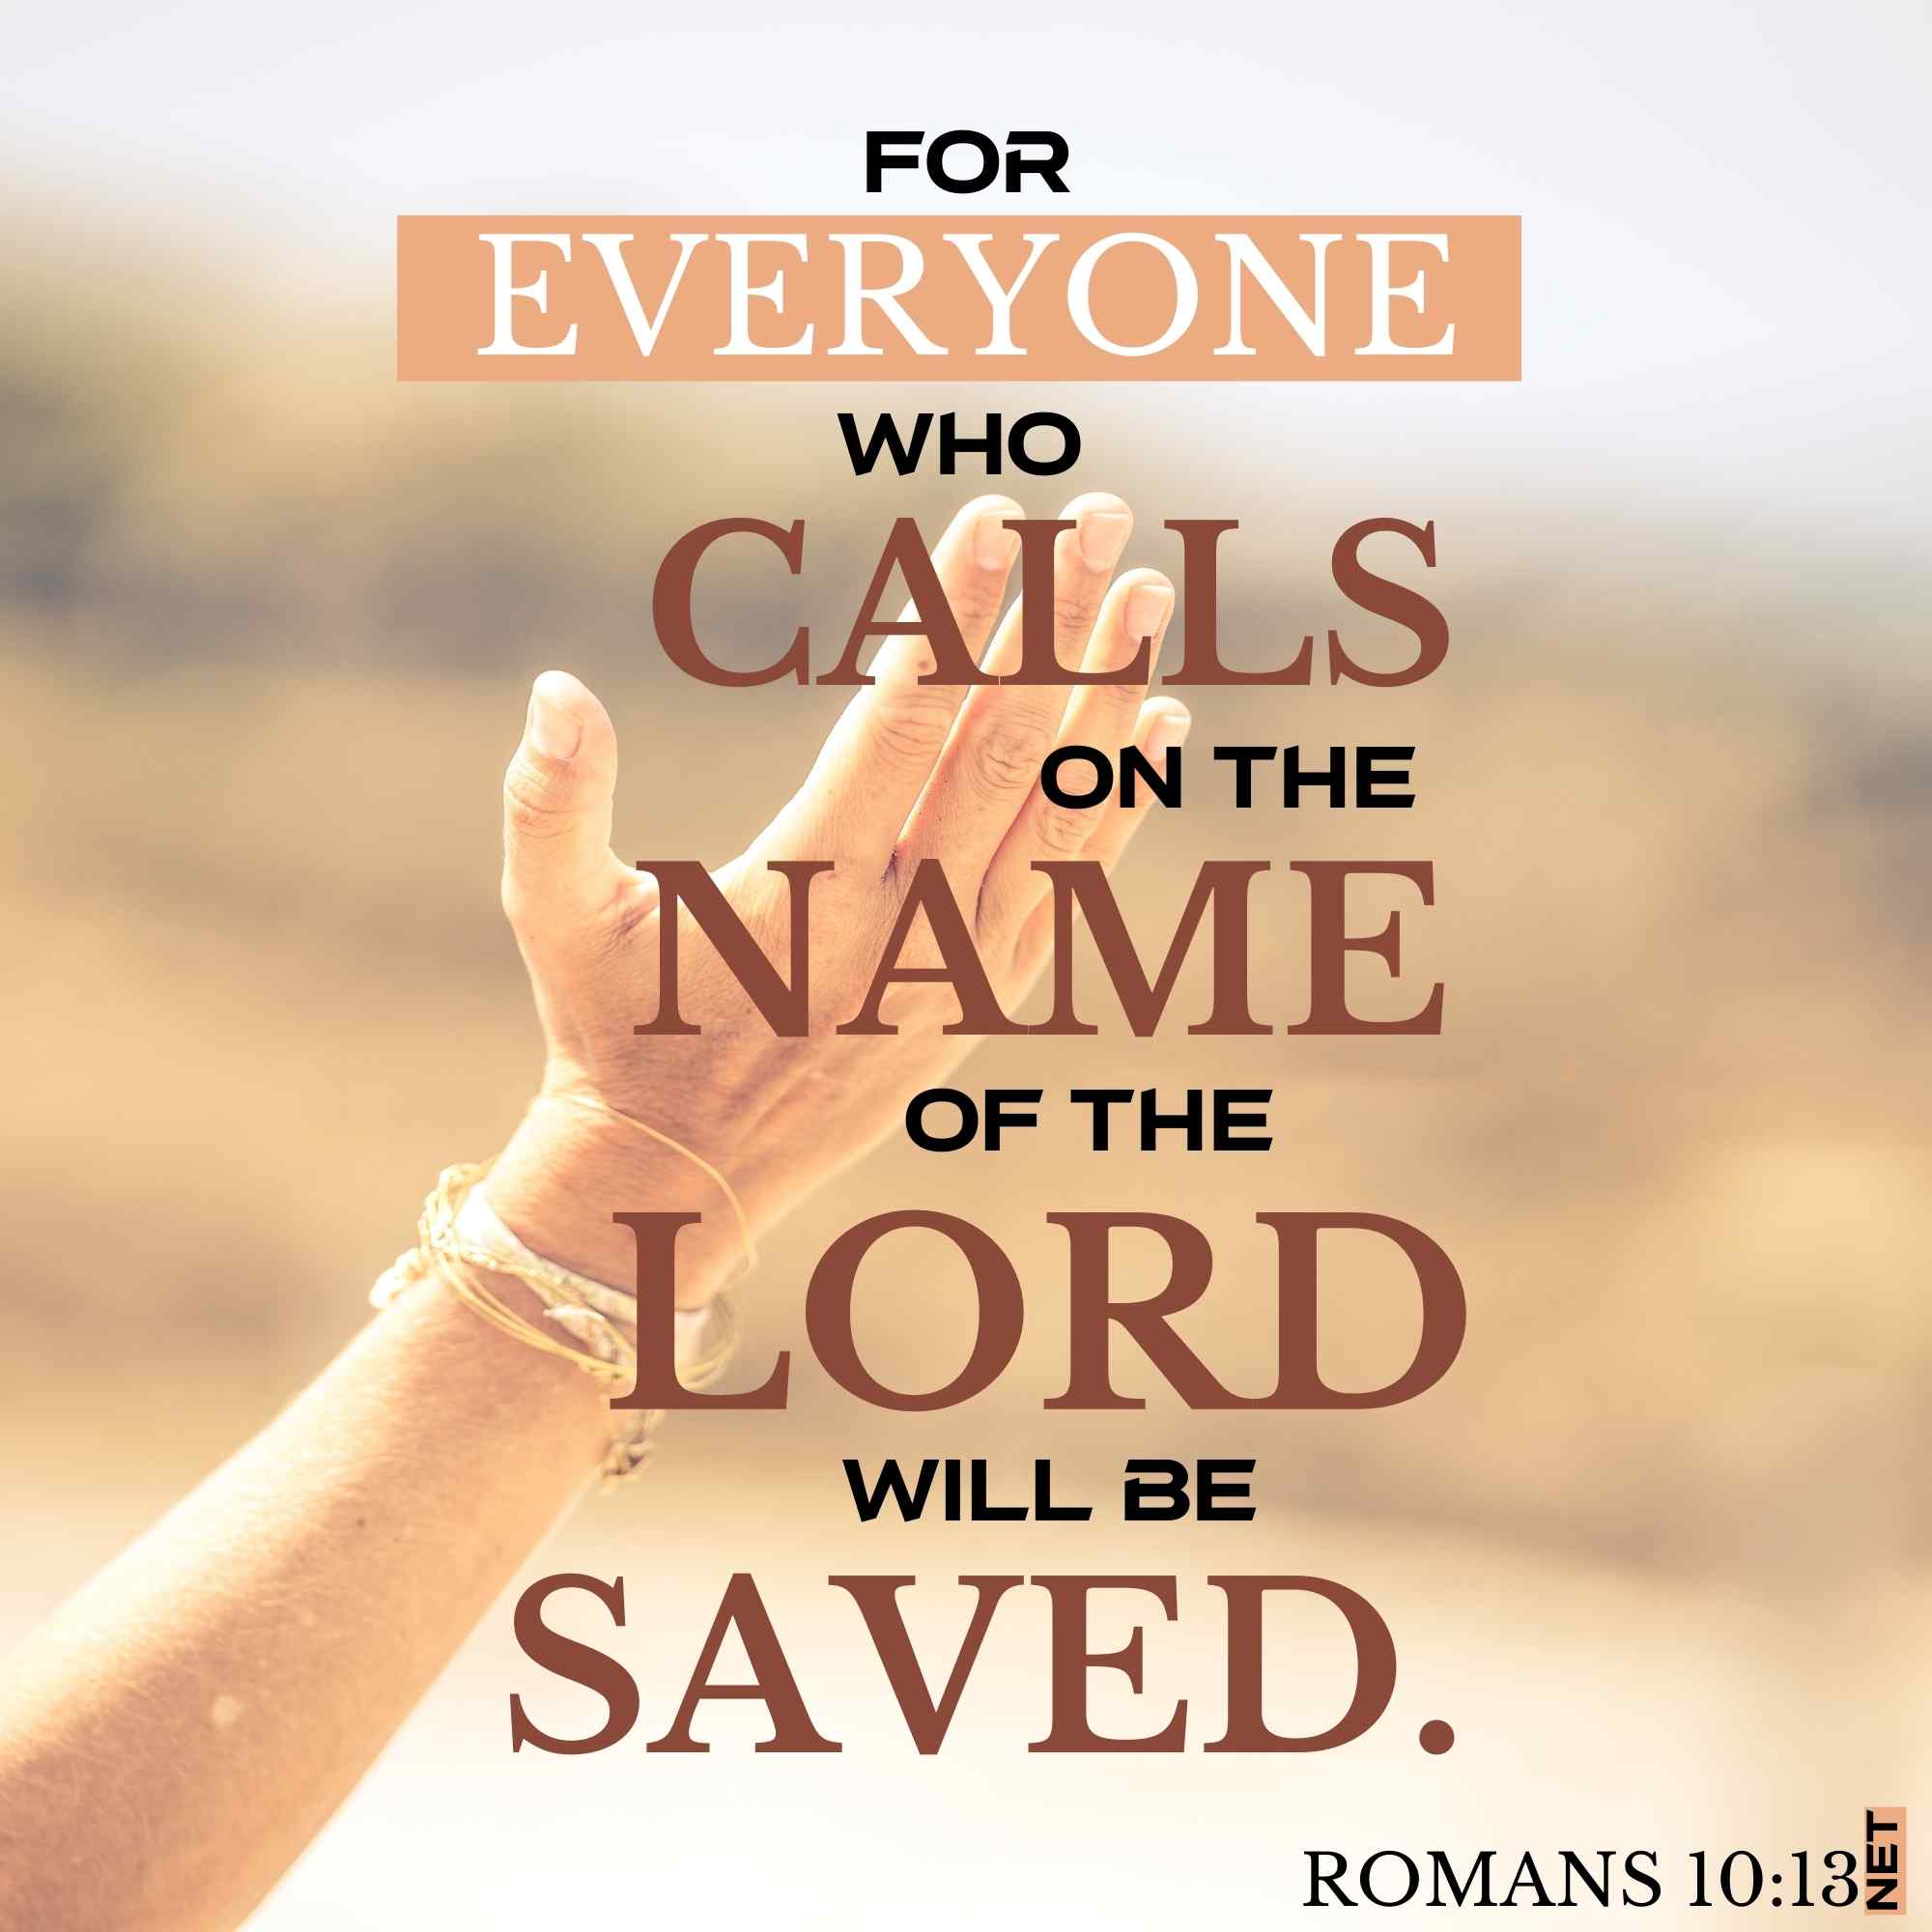 FOR
EVERYONE
WHO
CALLS
ON THE
NAME
OF THE
LORD
WILL BE
SAVED.
ROMANS 10:13 NET